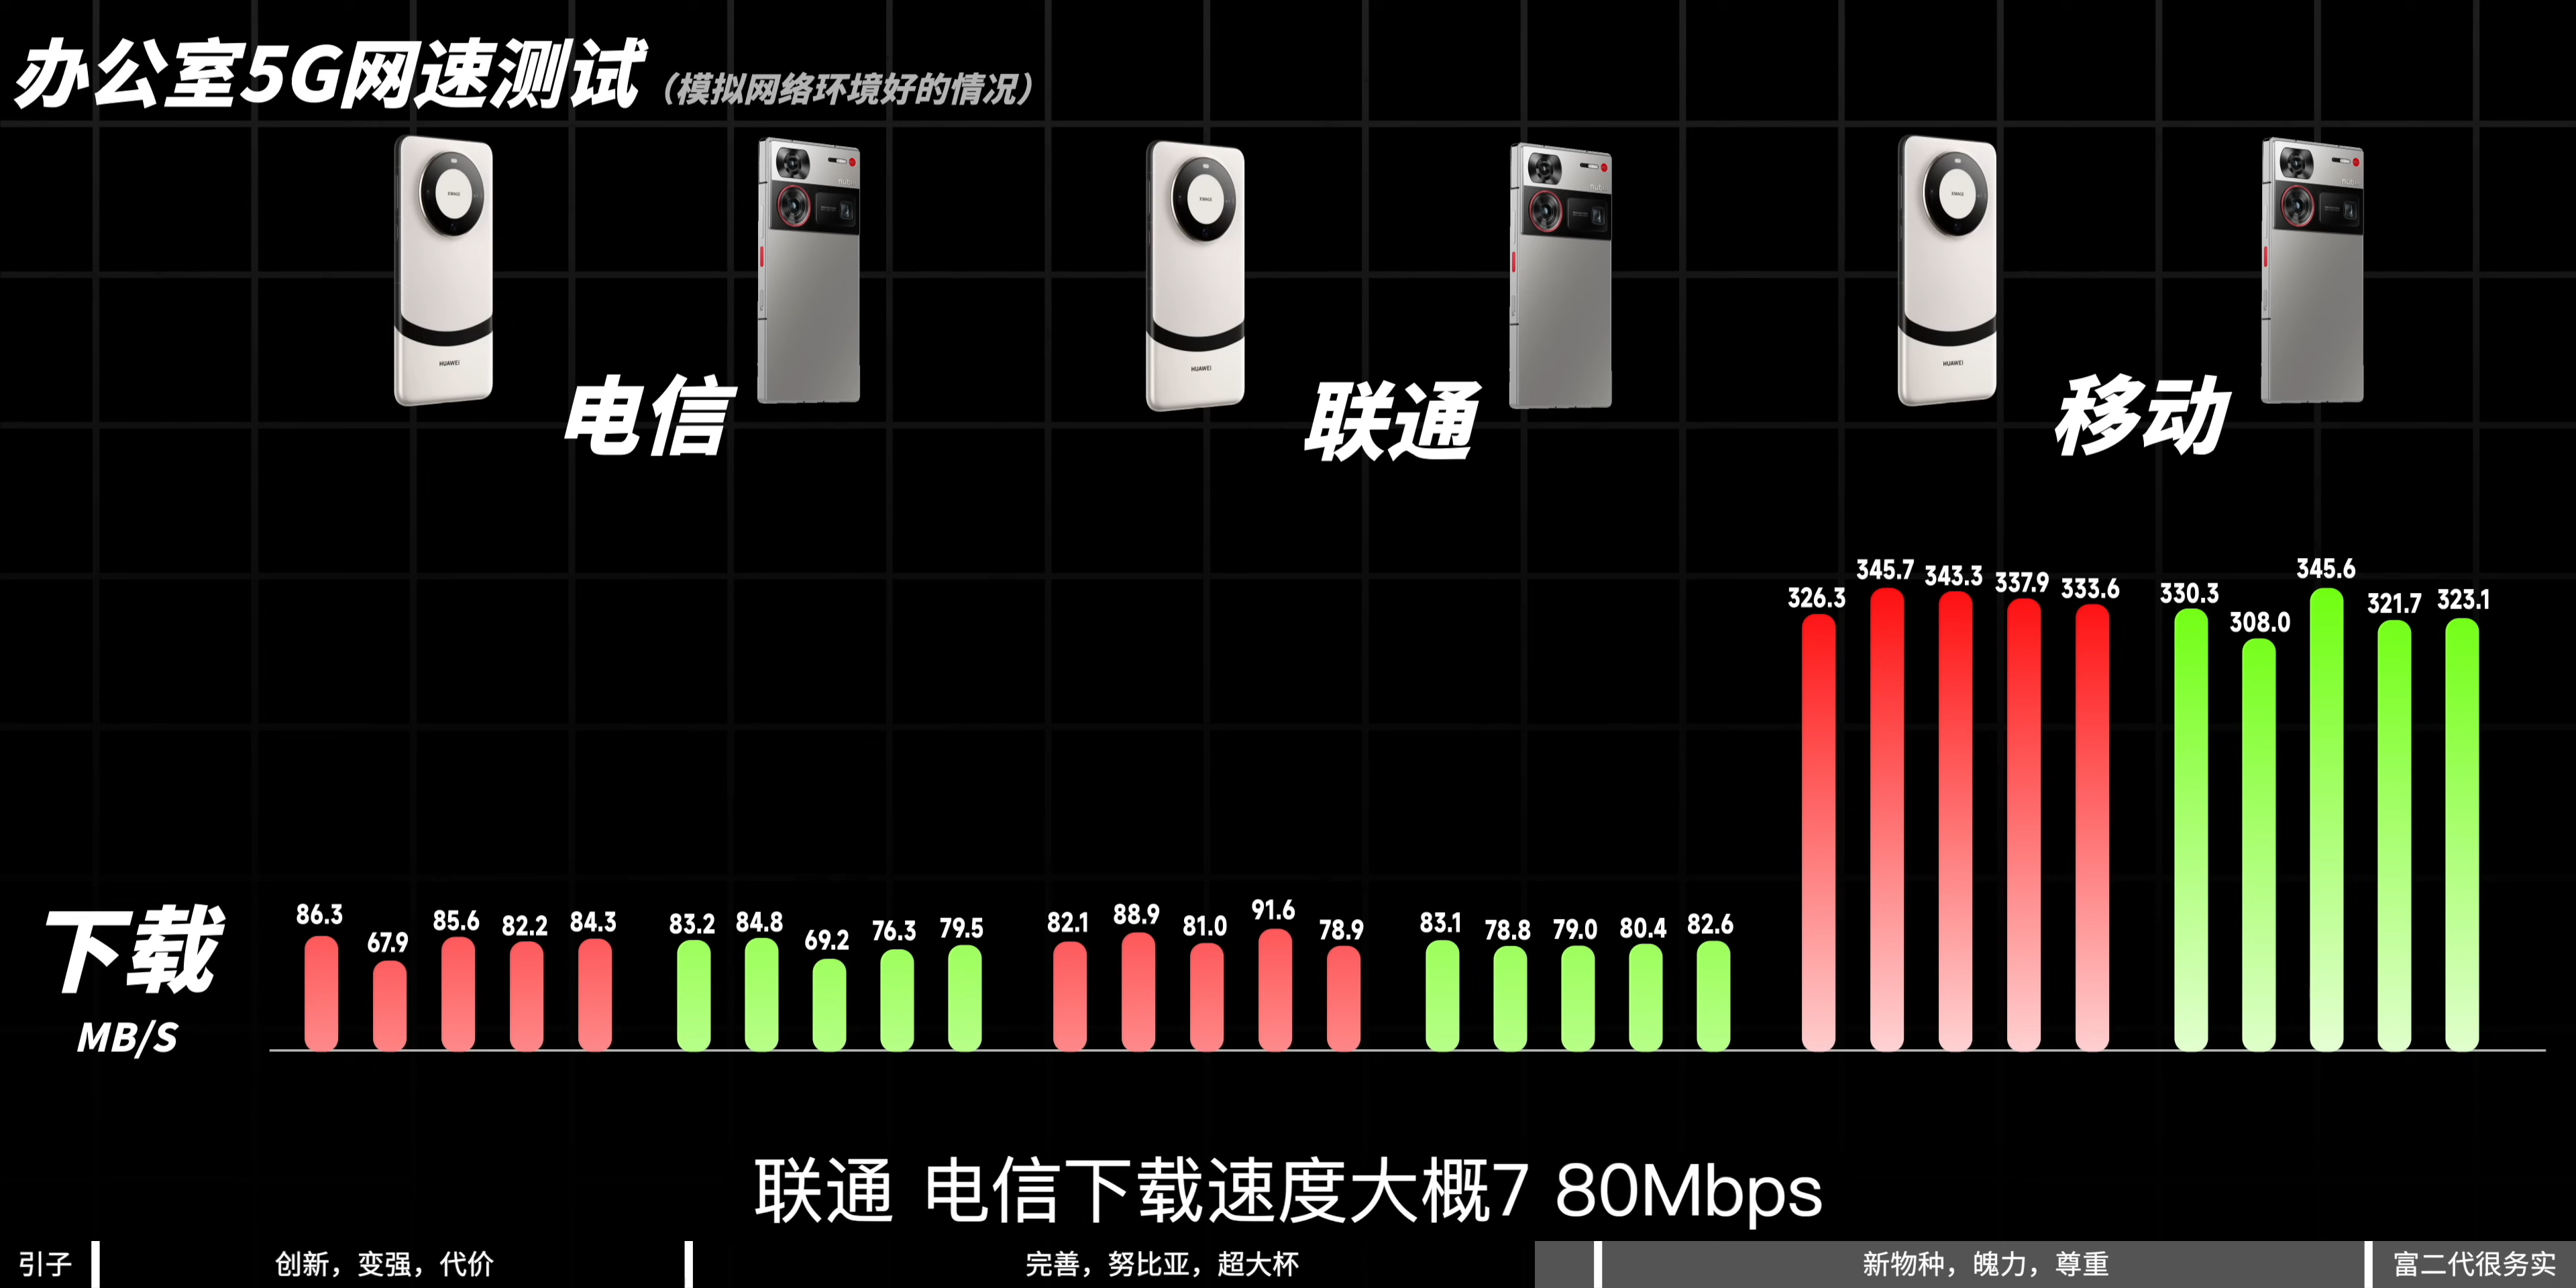 办公室5G网速测试（模拟网络环境好的情况）
HUAWEI
HUAWEI
HUAWEI
电信
联通
移动
326.3 345.7 343.3 337.9 333.6 330.3 308.0 345.6 321.7 323.1
86.3 67.9 85.6 82.2 84.3 83.2 84.8 69.2 76.3 79.5 82.1 88.9 81.0 91.6 78.9 83.1 78.8 79.0 80.4 82.6
下载
MB/S
联通 电信下载速度大概7 80Mbps
引子 创新，变强，代价 完善，努比亚，超大杯 新物种，魄力，尊重 富二代很务实